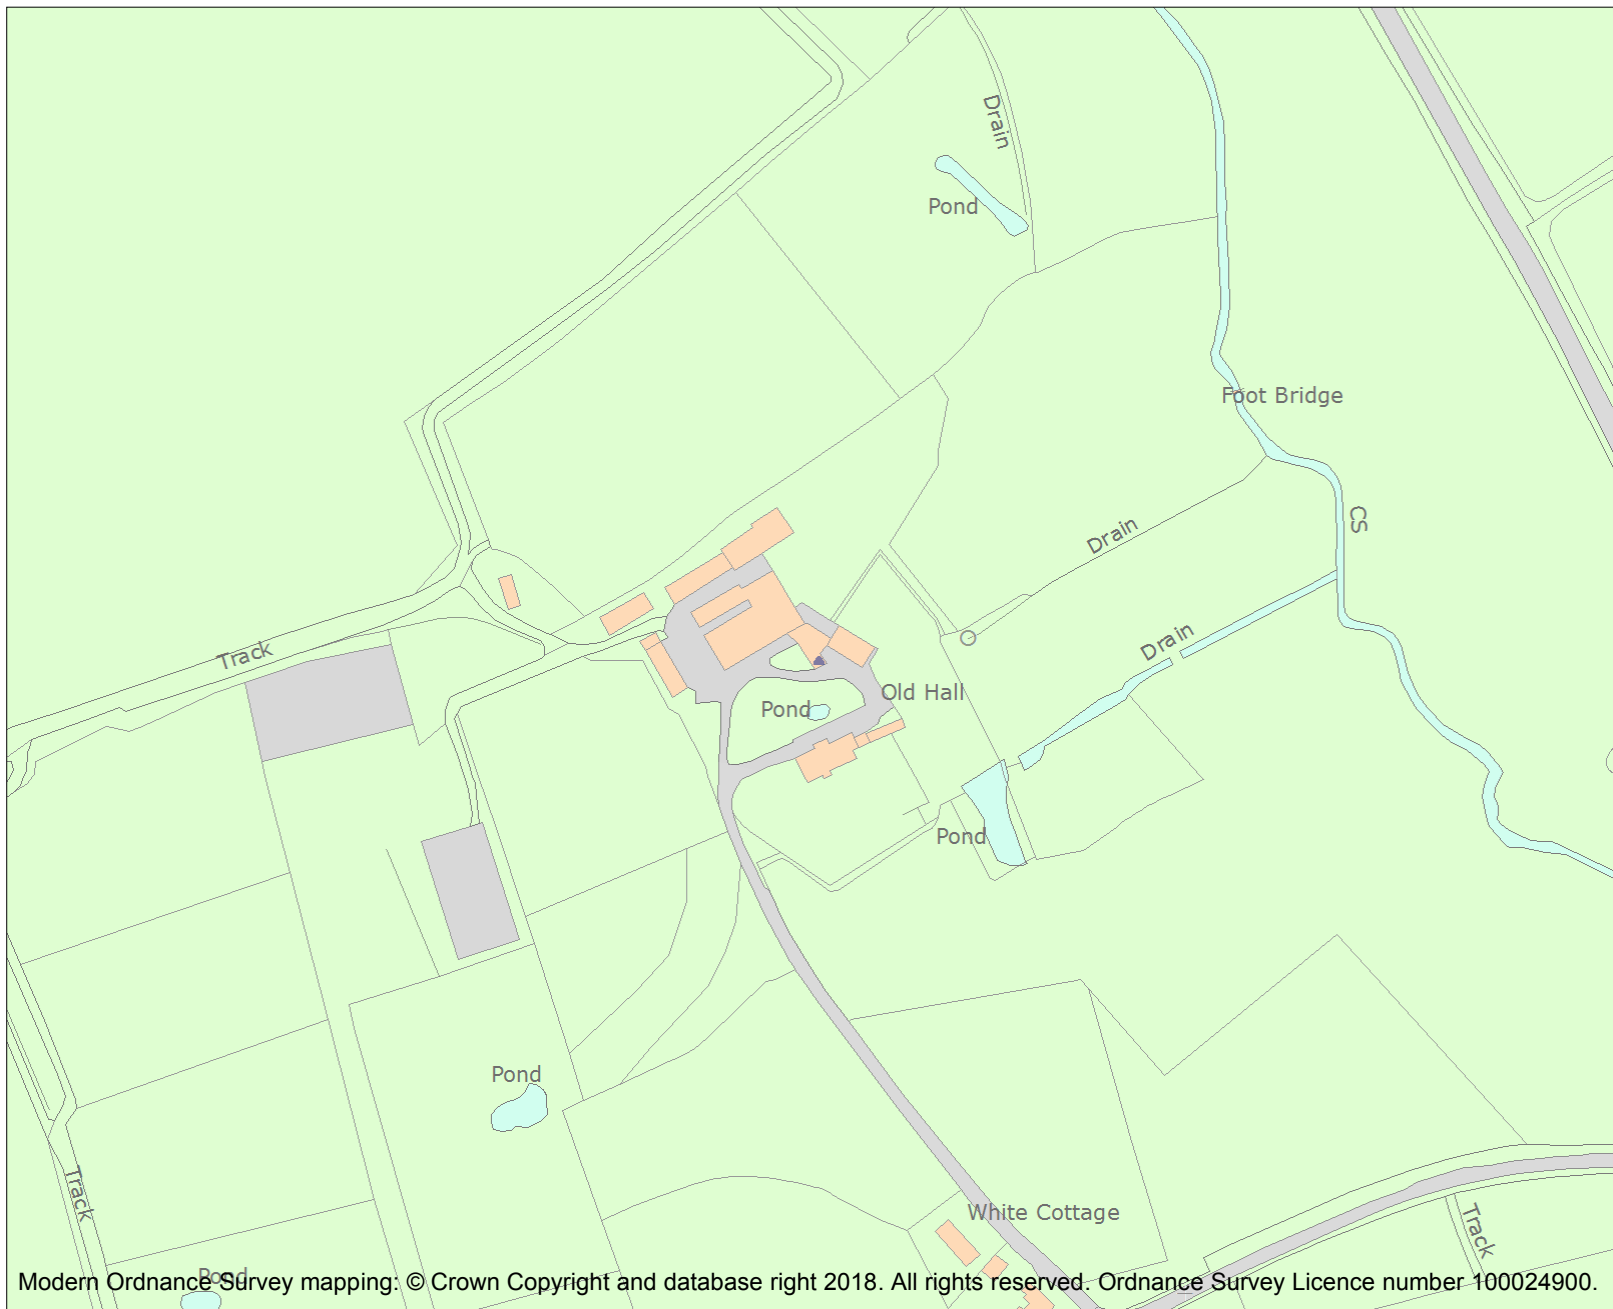 Drain
Pond
Foot Bridge
CS
Drain
Drain
Track
Old Hall
Pond
Pond
Pond
Track
White Cottage
Track
Pond
Modern Ordnance Survey mapping: © Crown Copyright and database right 2018. All rights reserved. Ordnance Survey Licence number 100024900.